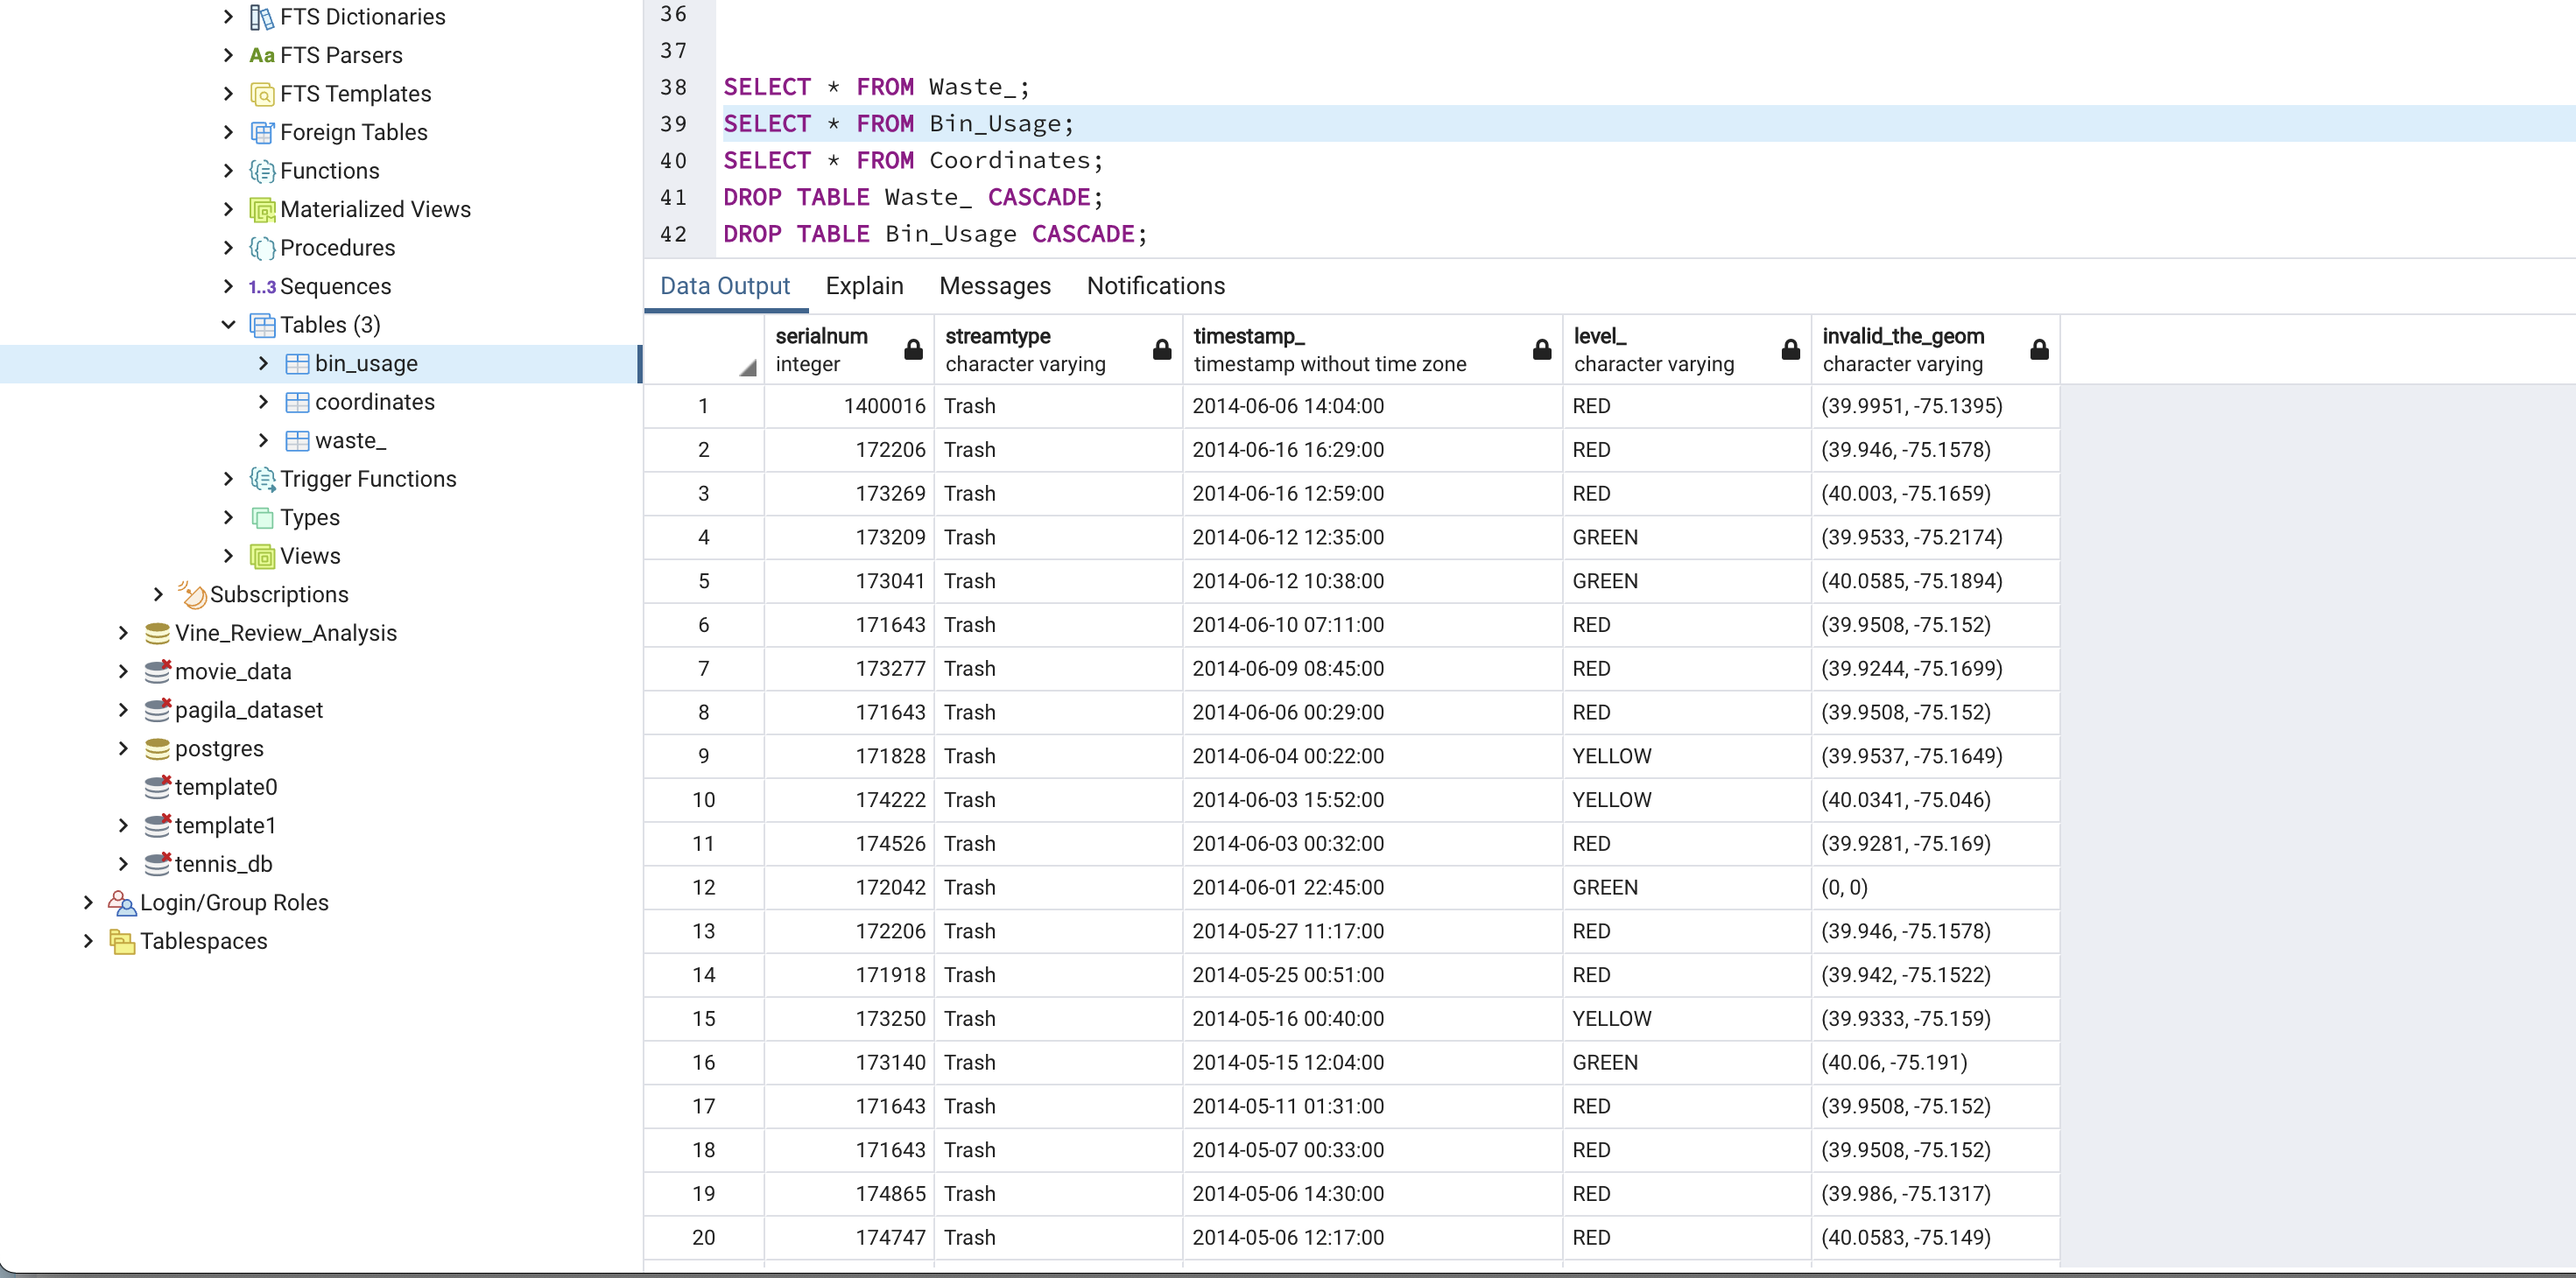 FTS Dictionaries
Aa FTS Parsers
FTS Templates
Foreign Tables
Functions
Materialized Views
Procedures
1..3 Sequences
Tables (3)
bin_usage
coordinates
waste_
Trigger Functions
Types
Views
Subscriptions
Vine_Review_Analysis
movie_data
pagila_dataset
postgres
template0
template1
tennis_db
Login/Group Roles
Tablespaces
36
37
38 SELECT * FROM Waste_;
39 SELECT * FROM Bin_Usage;
40 SELECT * FROM Coordinates;
41 DROP TABLE Waste_ CASCADE;
42 DROP TABLE Bin_Usage CASCADE;
Data Output Explain Messages Notifications
serialnum streamtype timestamp_ level_ invalid_the_geom
integer character varying timestamp without time zone character varying character varying
1 1400016 Trash 2014-06-06 14:04:00 RED (39.9951, -75.1395)
2 172206 Trash 2014-06-16 16:29:00 RED (39.946, -75.1578)
3 173269 Trash 2014-06-16 12:59:00 RED (40.003, -75.1659)
4 173209 Trash 2014-06-12 12:35:00 GREEN (39.9533, -75.2174)
5 173041 Trash 2014-06-12 10:38:00 GREEN (40.0585, -75.1894)
6 171643 Trash 2014-06-10 07:11:00 RED (39.9508, -75.152)
7 173277 Trash 2014-06-09 08:45:00 RED (39.9244, -75.1699)
8 171643 Trash 2014-06-06 00:29:00 RED (39.9508, -75.152)
9 171828 Trash 2014-06-04 00:22:00 YELLOW (39.9537, -75.1649)
10 174222 Trash 2014-06-03 15:52:00 YELLOW (40.0341, -75.046)
11 174526 Trash 2014-06-03 00:32:00 RED (39.9281, -75.169)
12 172042 Trash 2014-06-01 22:45:00 GREEN (0, 0)
13 172206 Trash 2014-05-27 11:17:00 RED (39.946, -75.1578)
14 171918 Trash 2014-05-25 00:51:00 RED (39.942, -75.1522)
15 173250 Trash 2014-05-16 00:40:00 YELLOW (39.9333, -75.159)
16 173140 Trash 2014-05-15 12:04:00 GREEN (40.06, -75.191)
17 171643 Trash 2014-05-11 01:31:00 RED (39.9508, -75.152)
18 171643 Trash 2014-05-07 00:33:00 RED (39.9508, -75.152)
19 174865 Trash 2014-05-06 14:30:00 RED (39.986, -75.1317)
20 174747 Trash 2014-05-06 12:17:00 RED (40.0583, -75.149)